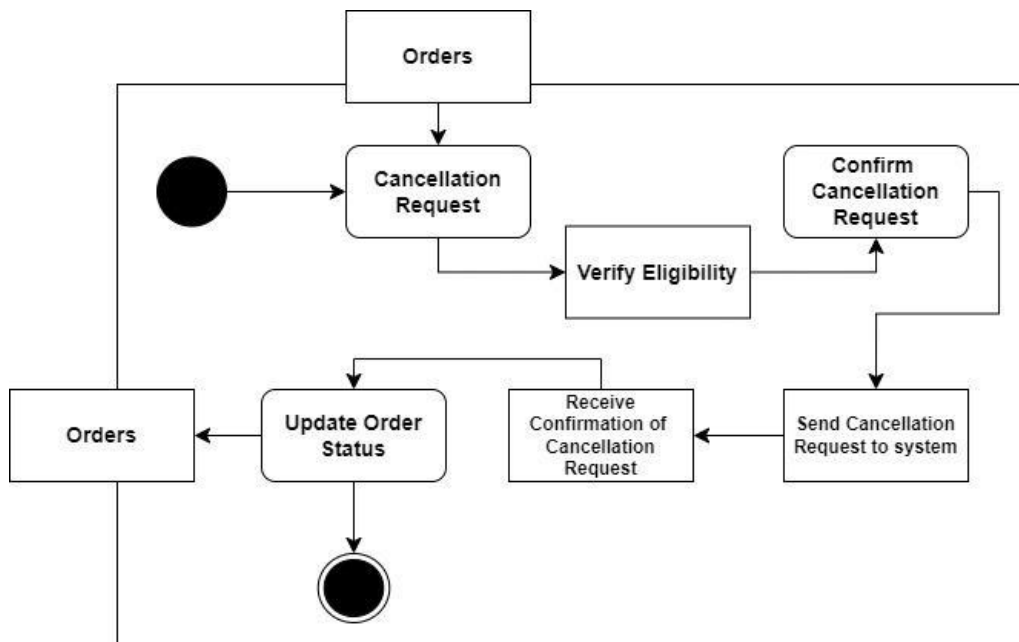 Orders
Cancellation
Request
Confirm
Cancellation
Request
Verify Eligibility
Orders
Update Order
Status
Receive
Confirmation of
Cancellation
Request
Send Cancellation
Request to system